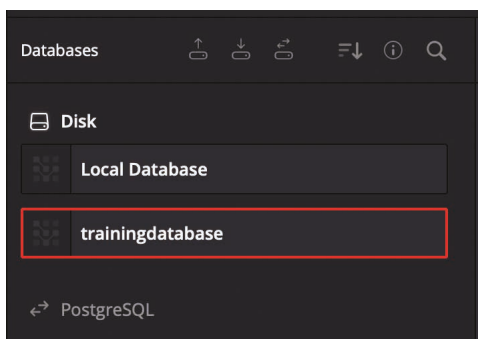 Databases
Disk
Local Database
trainingdatabase
PostgreSQL